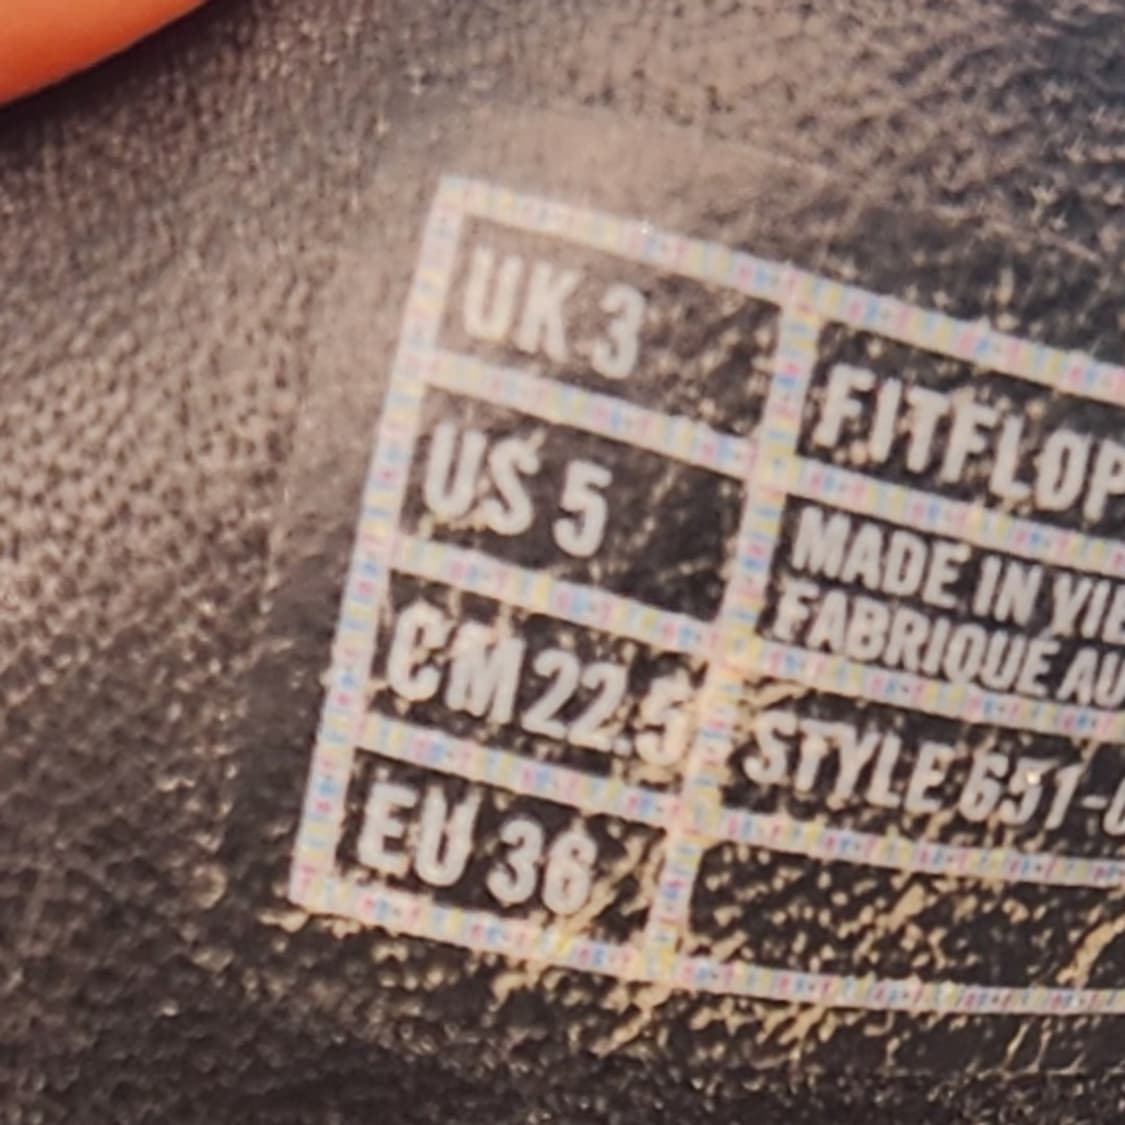 UK 3
US 5
CM 22.5
EU 36
FITFLOP
MADE IN VIE
FABRIQUE AU
STYLE 651-